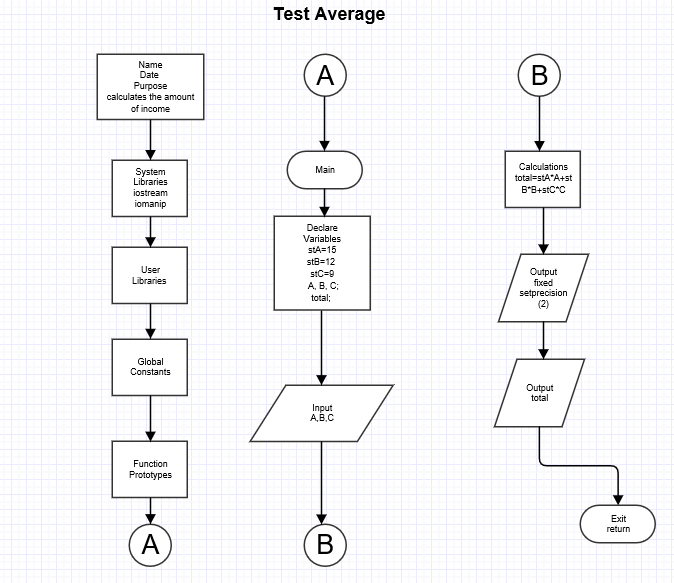 Test Average
Name
Date
Purpose
calculates the amount
of income
System
Libraries
iostream
iomanip
User
Libraries
Global
Constants
Function
Prototypes
A
A
Main
Declare
Variables
stA=15
stB=12
stC=9
A, B, C;
total;
Input
A,B,C
B
B
Calculations
total=stA*A+st
B*B+stC*C
Output
fixed
setprecision
(2)
Output
total
Exit
return